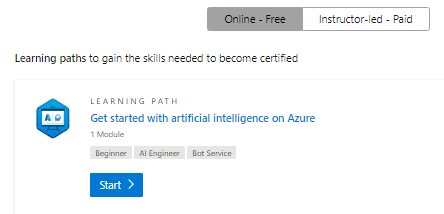 Online - Free
Instructor-led - Paid
Learning paths to gain the skills needed to become certified
LEARNING PATH
Get started with artificial intelligence on Azure
1 Module
Beginner
AI Engineer
Bot Service
Start